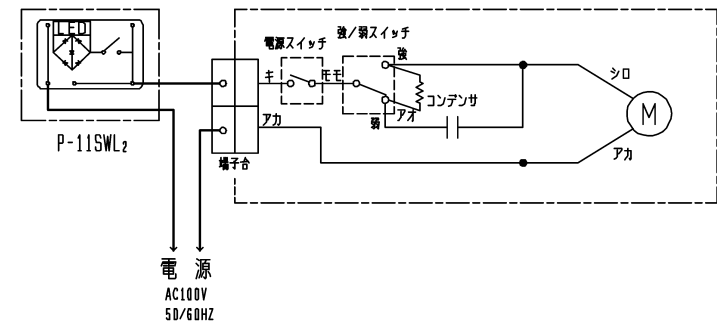 LED
P-11SWL₂
電源スイッチ
強/弱スイッチ
強
キ
モモ
コンデンサ
アオ
弱
アカ
端子台
シロ
M
アカ
電 源
AC100V
50/60HZ